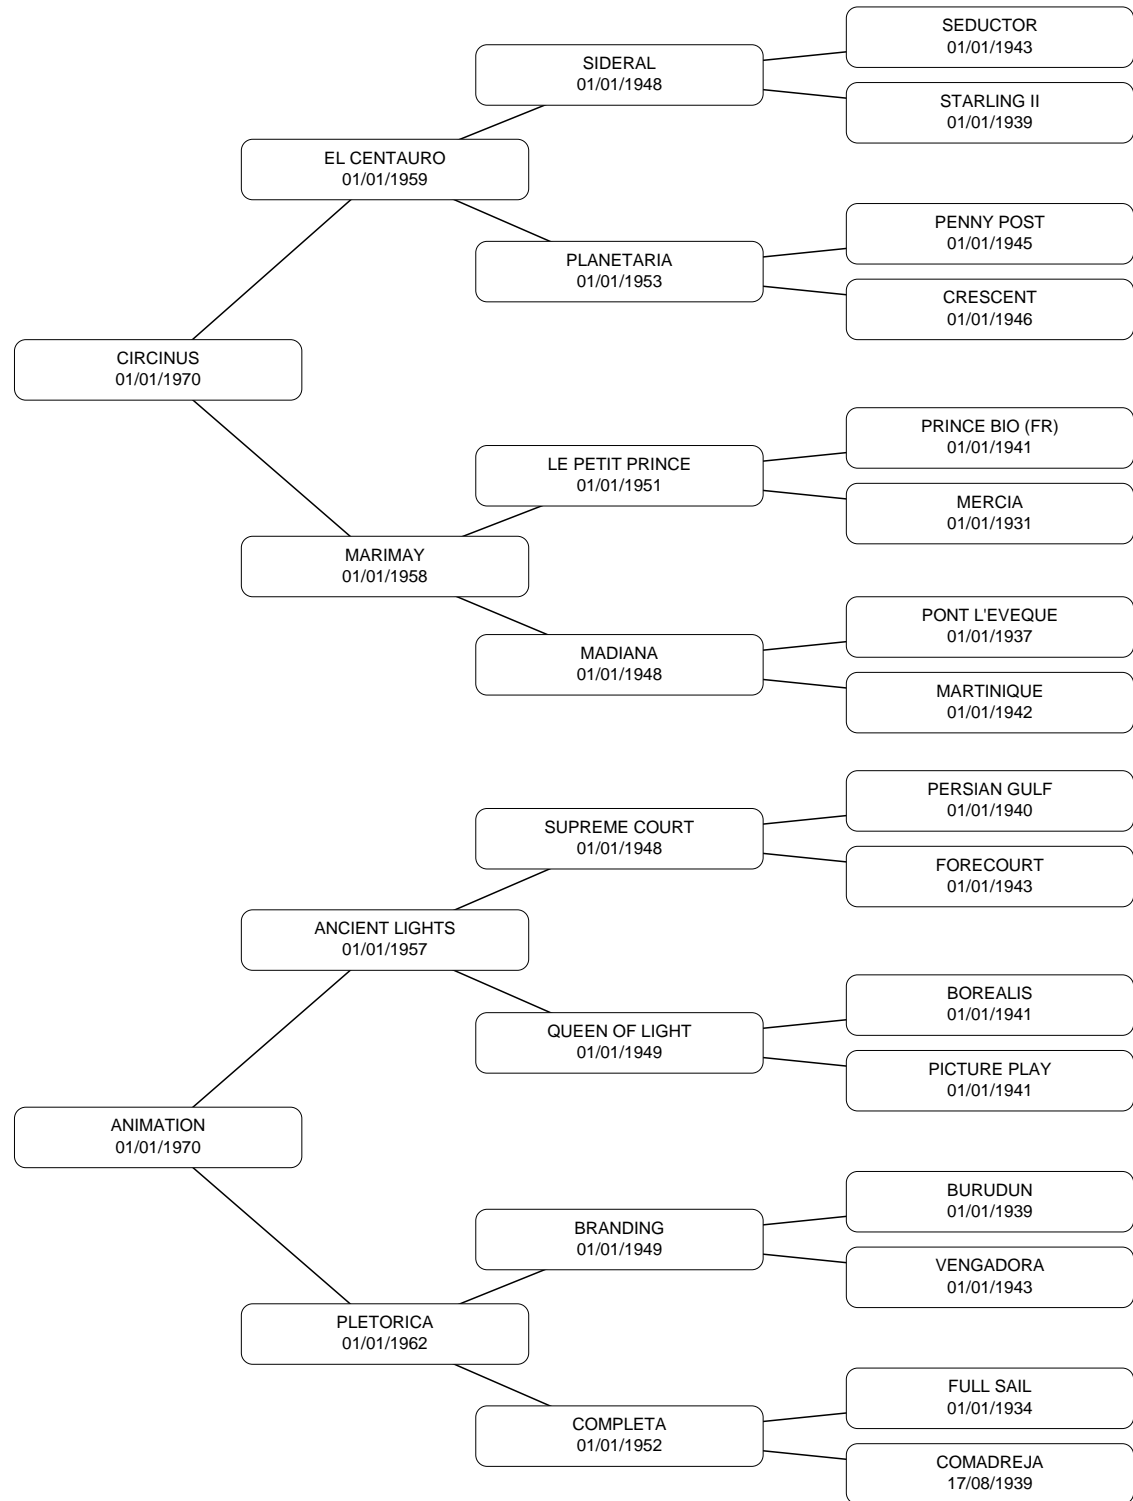 SEDUCTOR
01/01/1943
SIDERAL
01/01/1948
STARLING II
01/01/1939
EL CENTAURO
01/01/1959
PENNY POST
01/01/1945
PLANETARIA
01/01/1953
CRESCENT
01/01/1946
CIRCINUS
01/01/1970
PRINCE BIO (FR)
01/01/1941
LE PETIT PRINCE
01/01/1951
MERCIA
01/01/1931
MARIMAY
01/01/1958
PONT L'EVEQUE
01/01/1937
MADIANA
01/01/1948
MARTINIQUE
01/01/1942
PERSIAN GULF
01/01/1940
SUPREME COURT
01/01/1948
FORECOURT
01/01/1943
ANCIENT LIGHTS
01/01/1957
BOREALIS
01/01/1941
QUEEN OF LIGHT
01/01/1949
PICTURE PLAY
01/01/1941
ANIMATION
01/01/1970
BURUDUN
01/01/1939
BRANDING
01/01/1949
VENGADORA
01/01/1943
PLETORICA
01/01/1962
FULL SAIL
01/01/1934
COMPLETA
01/01/1952
COMADREJA
17/08/1939